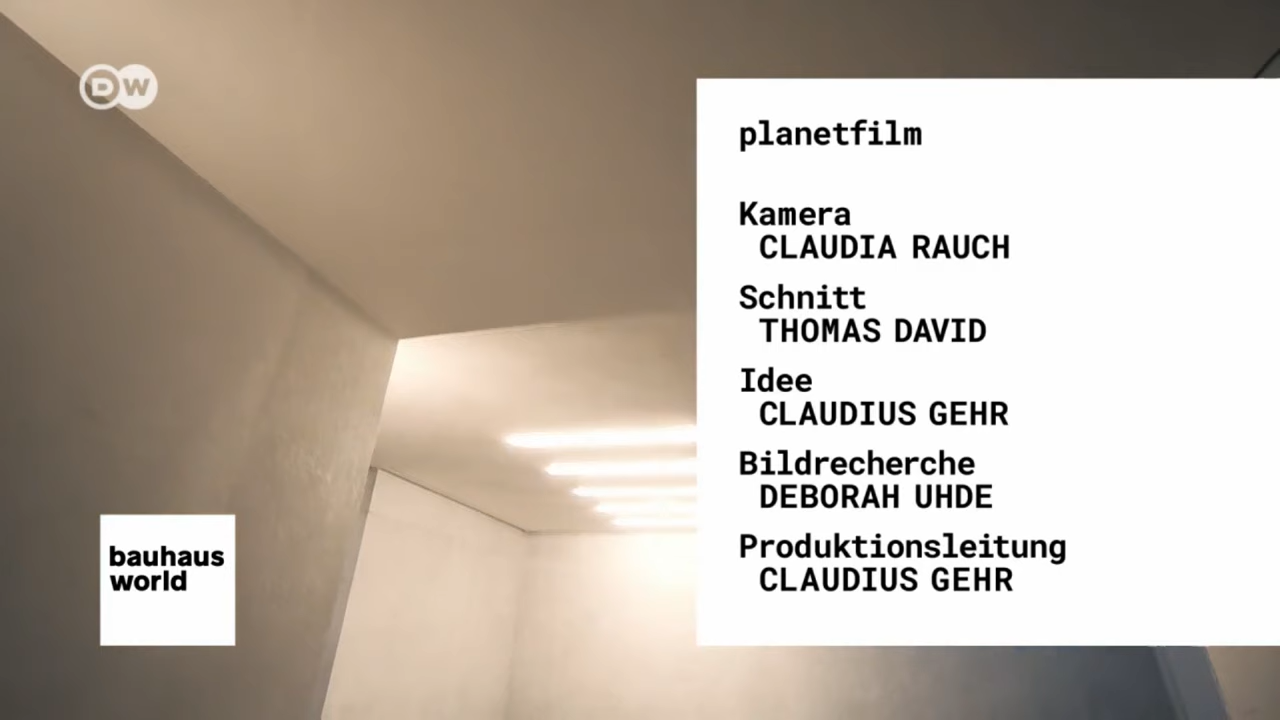 DW
planetfilm
Kamera
CLAUDIA RAUCH
Schnitt
THOMAS DAVID
Idee
CLAUDIUS GEHR
Bildrecherche
DEBORAH UHDE
Produktionsleitung
CLAUDIUS GEHR
bauhaus
world